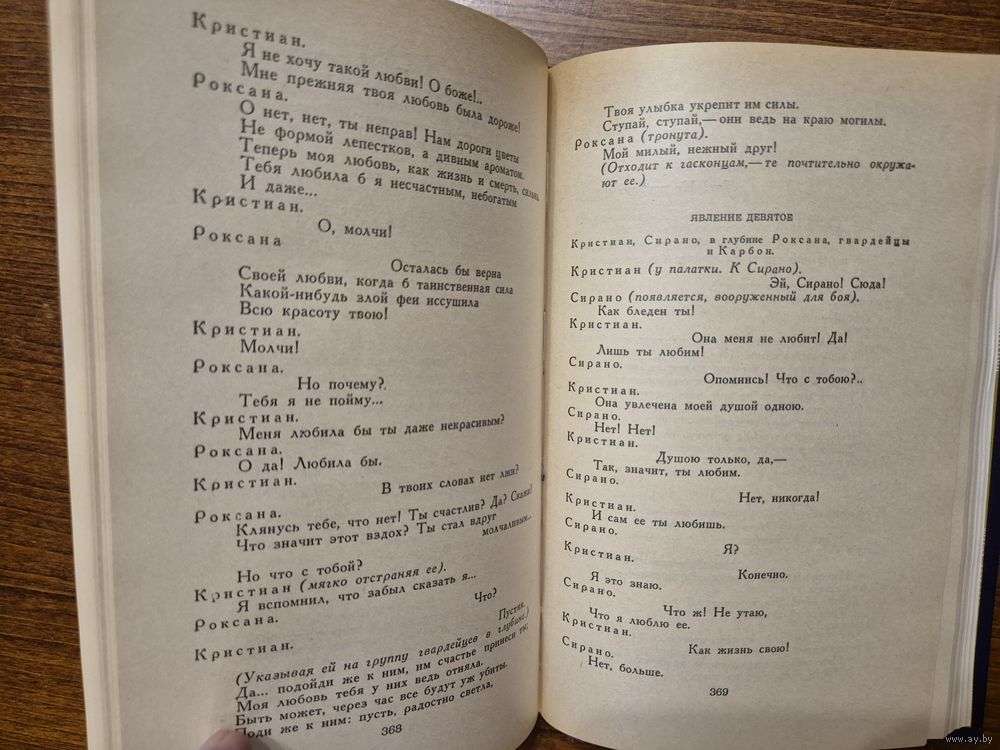 Кристиан.
Я не хочу такой любви! О боже!..
Мне прежняя твоя любовь была дороже!
Роксана.
О нет, нет, ты неправ! Нам дороги цветы
Не формой лепестков, а дивным ароматом.
Теперь моя любовь, как жизнь и смерть, сильна.
Тебя любила б я несчастным, небогатым
И даже...
Кристиан.
О, молчи!
Роксана
Осталась бы верна
Своей любви, когда б таинственная сила
Какой-нибудь злой феи иссушила
Всю красоту твою!
Кристиан.
Молчи!
Роксана.
Но почему?
Тебя я не пойму...
Кристиан.
Меня любила бы ты даже некрасивым?
Роксана.
О да! Любила бы.
Кристиан.
В твоих словах нет лжи?
Роксана.
Клянусь тебе, что нет! Ты счастлив? Да? Скажи!
Что значит этот вздох? Ты стал вдруг
молчаливым...
Но что с тобой?
Кристиан (мягко отстраняя ее).
Я вспомнил, что забыл сказать я...
Роксана.
Что?
Кристиан.
Пустяк.
(Указывая ей на группу гвардейцев в глубине.)
Да... подойди же к ним, им счастье принеси ты;
Моя любовь тебя у них ведь отняла.
Быть может, через час все будут уж убиты.
Поди же к ним: пусть, радостно светла,
368
Твоя улыбка укрепит им силы.
Ступай, ступай,— они ведь на краю могилы.
Роксана (тронута).
Мой милый, нежный друг!
(Отходит к гасконцам,— те почтительно окружа-
ют ее.)
ЯВЛЕНИЕ ДЕВЯТОЕ
Кристиан, Сирано, в глубине Роксана, гвардейцы
и Карбон.
Кристиан (у палатки. К Сирано).
Эй, Сирано! Сюда!
Сирано (появляется, вооруженный для боя).
Как бледен ты!
Кристиан.
Она меня не любит! Да!
Лишь ты любим!
Сирано.
Опомнись! Что с тобою?..
Кристиан.
Она увлечена моей душой одною.
Сирано.
Нет! Нет!
Кристиан.
Душою только, да,—
Так, значит, ты любим.
Сирано.
Нет, никогда!
Кристиан.
И сам ее ты любишь.
Сирано.
Я?
Кристиан.
Конечно.
Я это знаю.
Сирано.
Что ж! Не утаю,
Что я люблю ее.
Кристиан.
Как жизнь свою!
Сирано.
Нет, больше.
369
www.ay.by